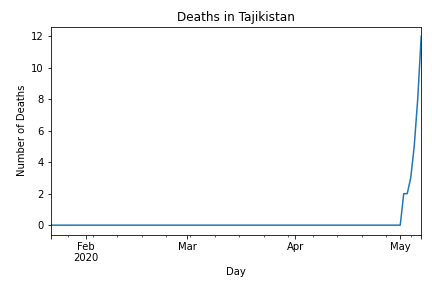 Deaths in Tajikistan
12
10
8
6
4
2
0
Number of Deaths
Feb
2020
Mar
Apr
May
Day